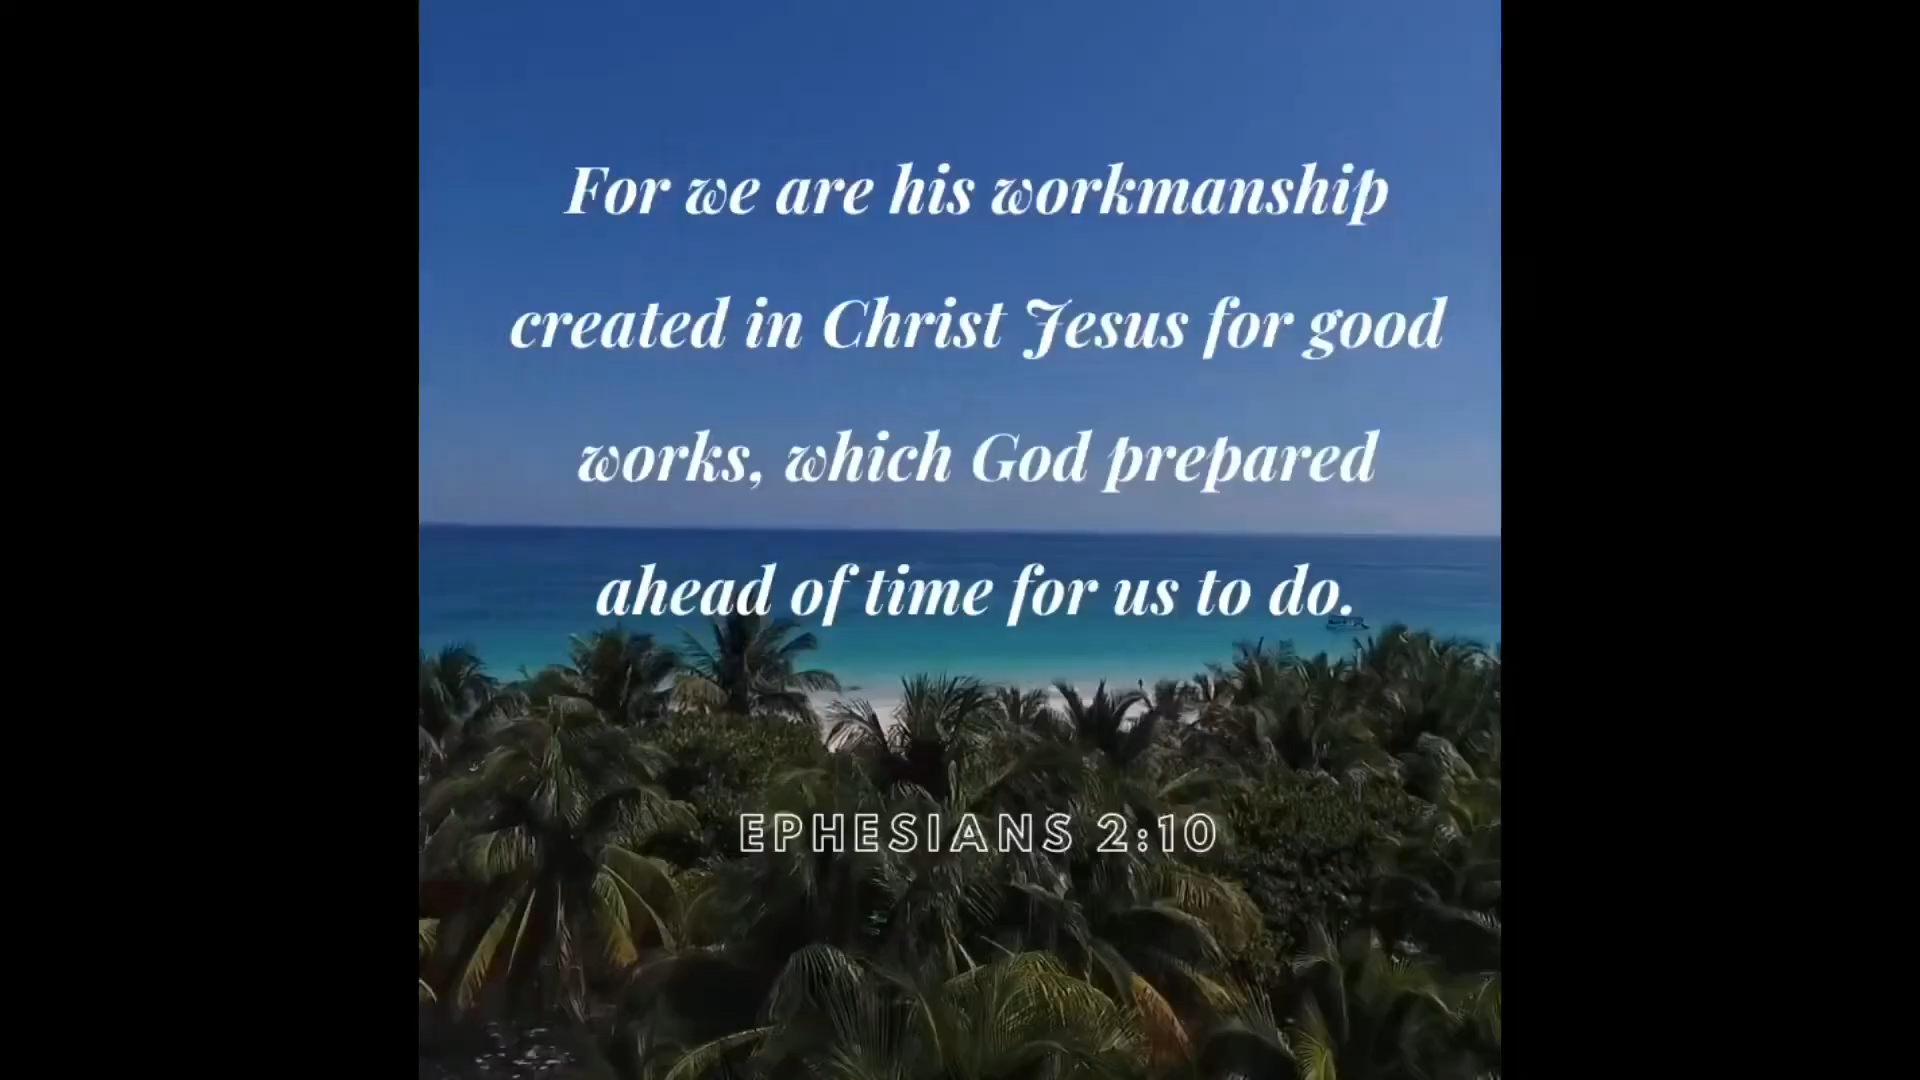 For we are his workmanship
created in Christ Jesus for good
works, which God prepared
ahead of time for us to do.
EPHESIANS 2:10